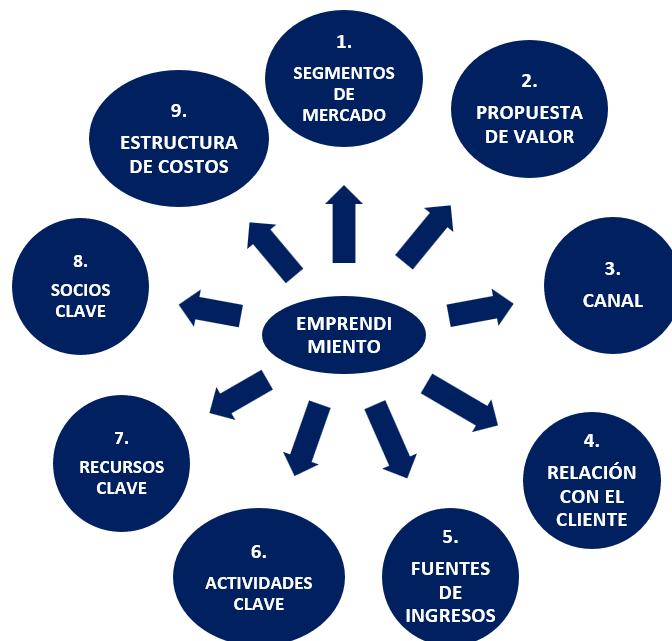 1.
SEGMENTOS
DE
MERCADO
2.
PROPUESTA
DE VALOR
3.
CANAL
4.
RELACIÓN
CON EL
CLIENTE
5.
FUENTES
DE
INGRESOS
6.
ACTIVIDADES
CLAVE
7.
RECURSOS
CLAVE
8.
SOCIOS
CLAVE
9.
ESTRUCTURA
DE COSTOS
EMPRENDI
MIENTO